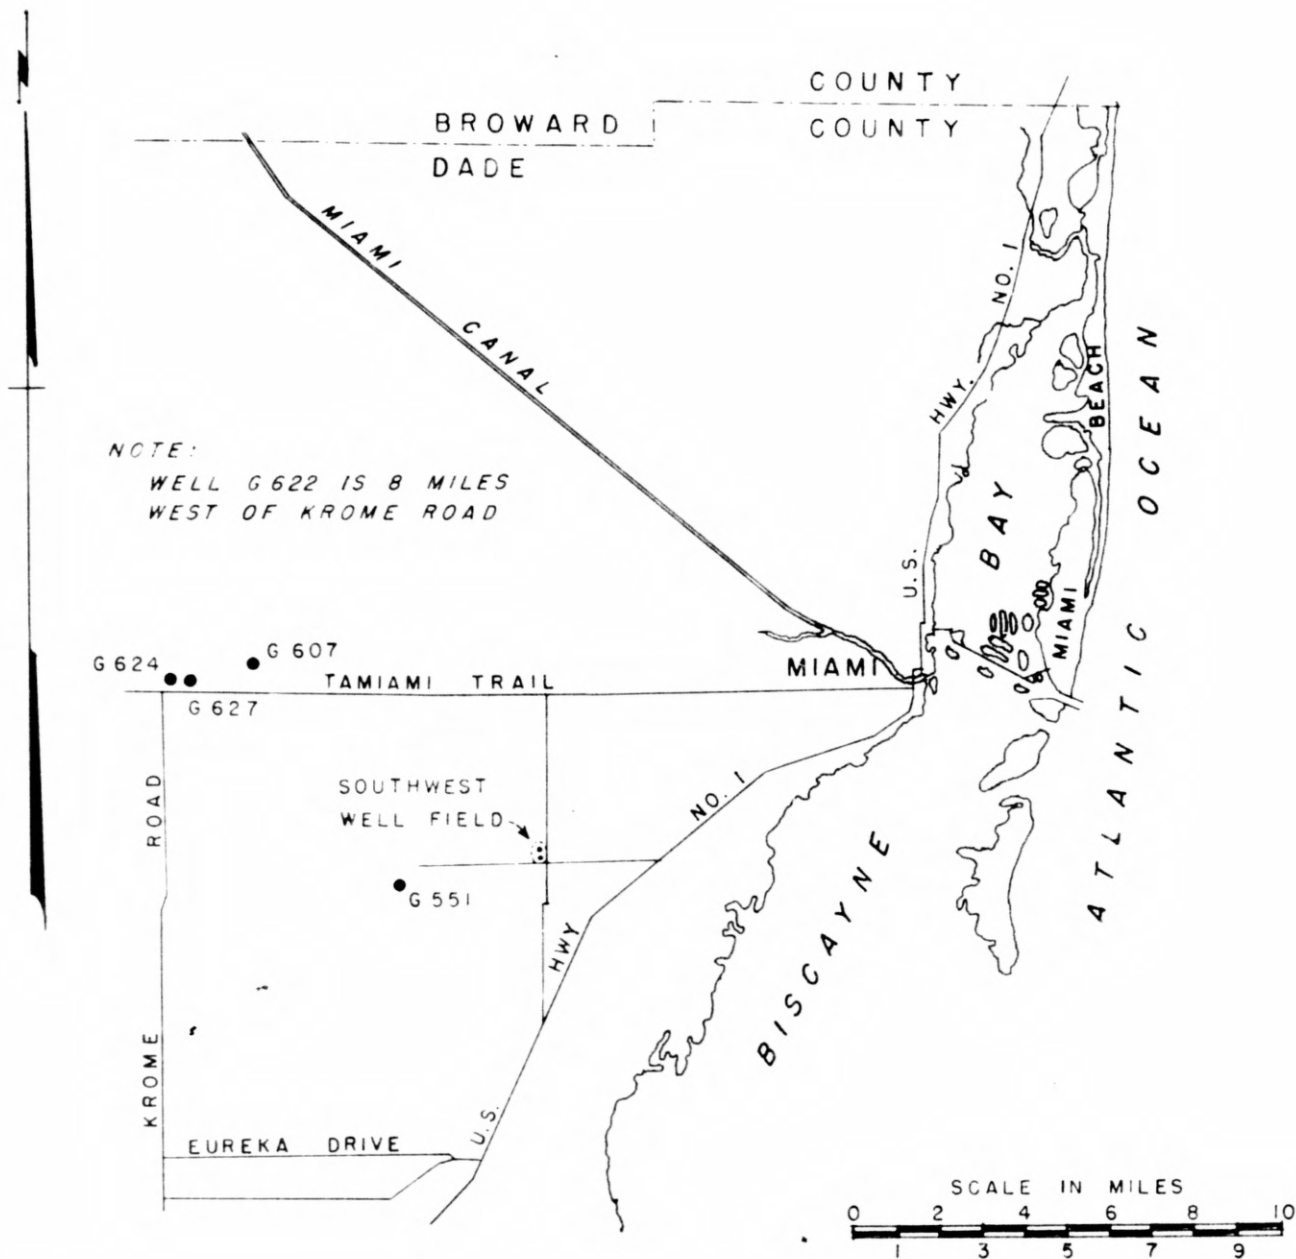 COUNTY
BROWARD COUNTY
DADE
MIAMI CANAL
NO. 1
HWY.
U.S.
NOTE:
WELL G 622 IS 8 MILES
WEST OF KROME ROAD
BAY
MIAMI BEACH
ATLANTIC OCEAN
G 624
G 607
G 627
TAMIAMI TRAIL
MIAMI
SOUTHWEST
WELL FIELD
G 551
KROME ROAD
U.S. HWY NO. 1
BISCAYNE
EUREKA DRIVE
SCALE IN MILES
0 2 4 6 8 10
1 3 5 7 9